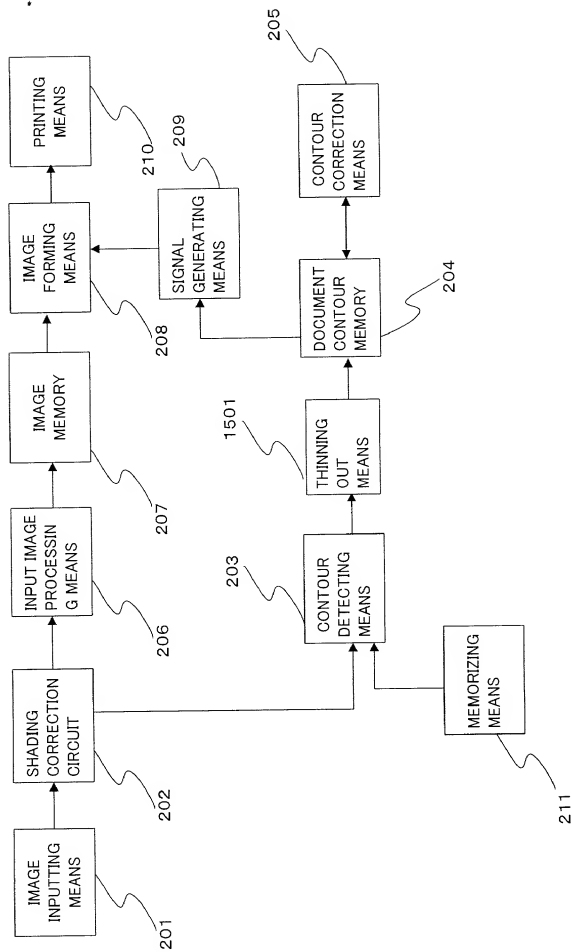 IMAGE
INPUTTING
MEANS
201
SHADING
CORRECTION
CIRCUIT
202
INPUT IMAGE
PROCESSIN
G MEANS
206
IMAGE
MEMORY
207
IMAGE
FORMING
MEANS
208
PRINTING
MEANS
210
SIGNAL
GENERATING
MEANS
209
MEMORIZING
MEANS
211
CONTOUR
DETECTING
MEANS
203
THINNING
OUT
MEANS
1501
DOCUMENT
CONTOUR
MEMORY
204
CONTOUR
CORRECTION
MEANS
205